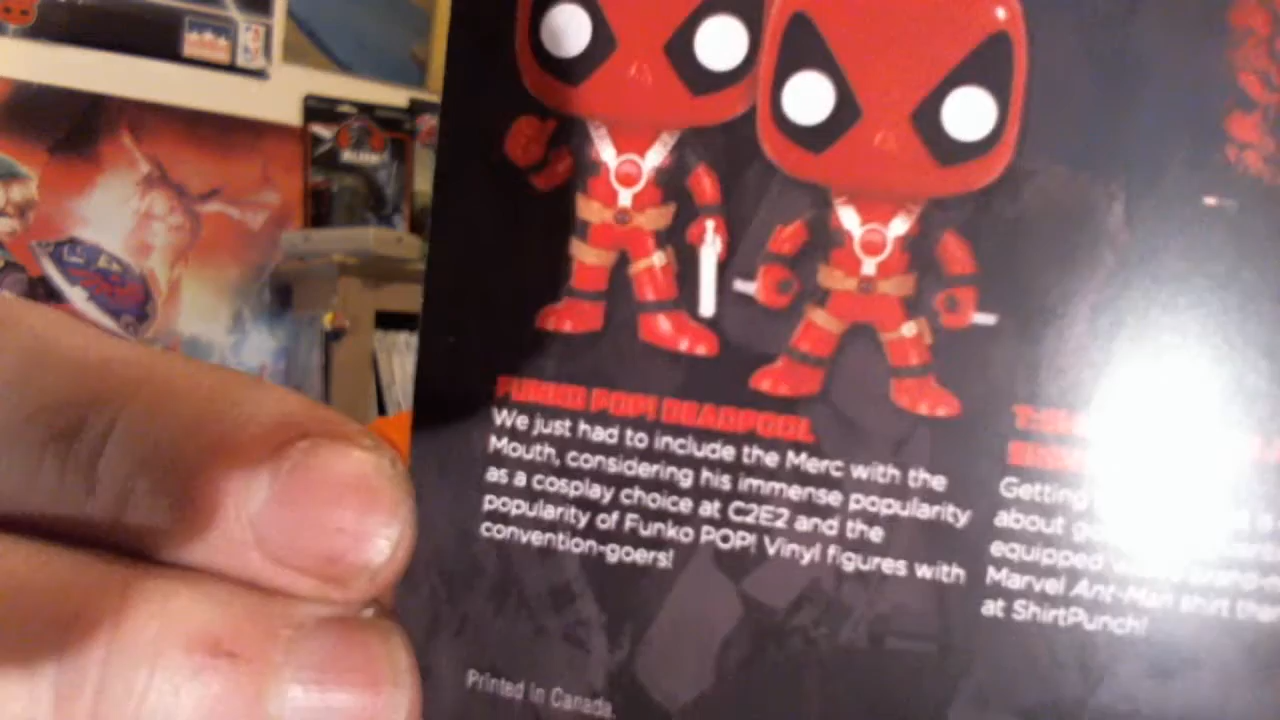 ALIEN
FUNKO POP! DEADPOOL
We just had to include the Merc with the
Mouth, considering his immense popularity
as a cosplay choice at C2E2 and the
popularity of Funko POP! Vinyl figures with
convention-goers!
Getting
about
equipped
Marvel Ant-Man shirt
at ShirtPunch!
Printed in Canada.